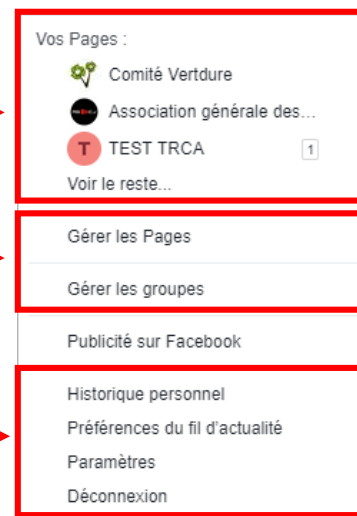 Vos Pages :
Comité Vertdure
Association générale des...
T TEST TRCA 1
Voir le reste...
Gérer les Pages
Gérer les groupes
Publicité sur Facebook
Historique personnel
Préférences du fil d'actualité
Paramètres
Déconnexion